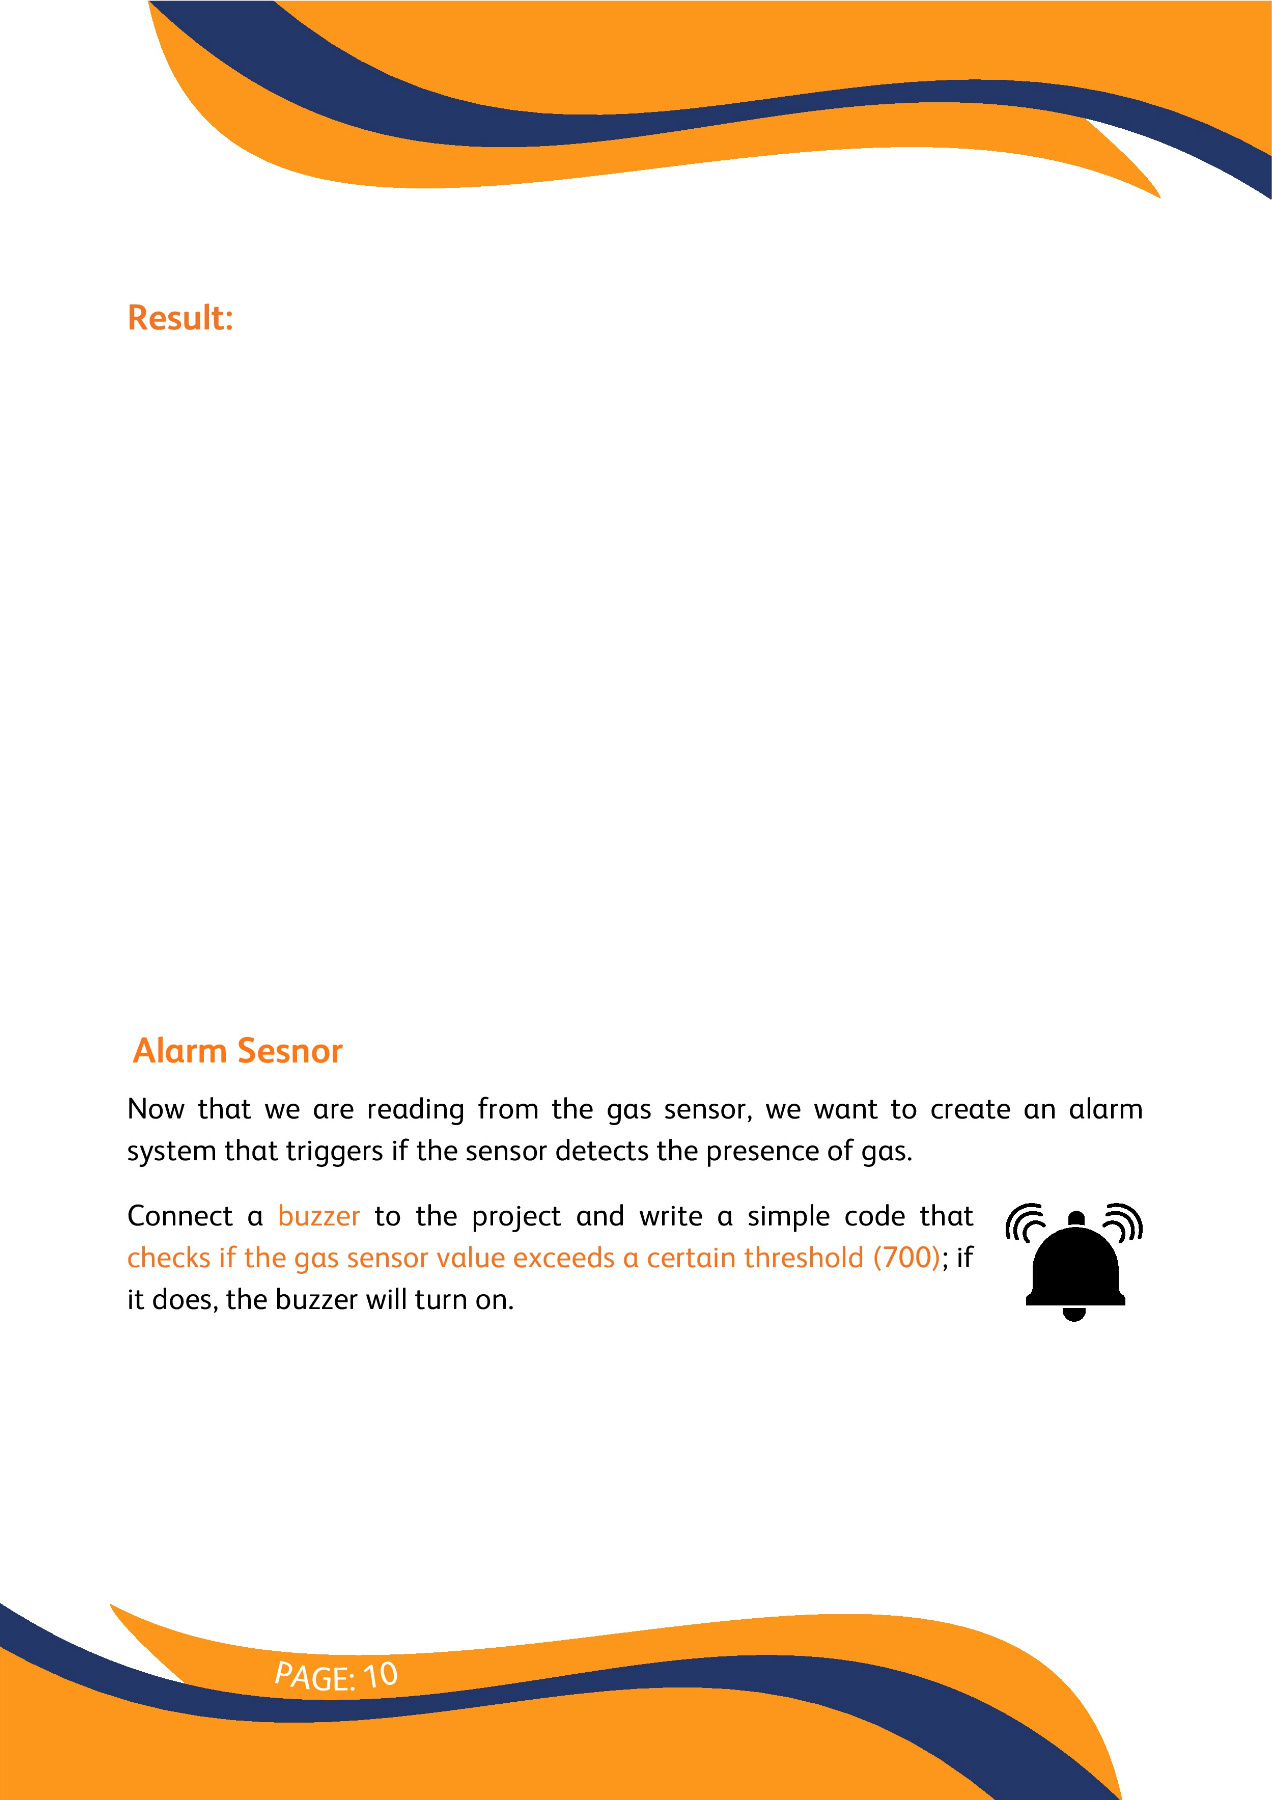 Result:
Alarm Sesnor
Now that we are reading from the gas sensor, we want to create an alarm
system that triggers if the sensor detects the presence of gas.
Connect a buzzer to the project and write a simple code that
checks if the gas sensor value exceeds a certain threshold (700); if
it does, the buzzer will turn on.
PAGE: 10